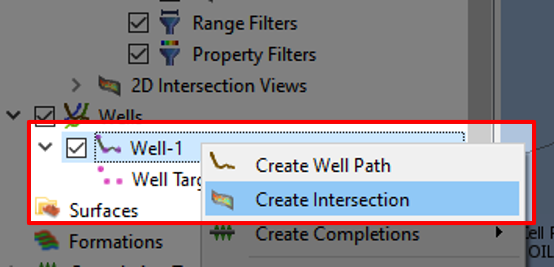 Range Filters
Property Filters
2D Intersection Views
Wells
Well-1
Create Well Path
Well Targ
Create Intersection
Surfaces
Formations
Create Completions
OIL